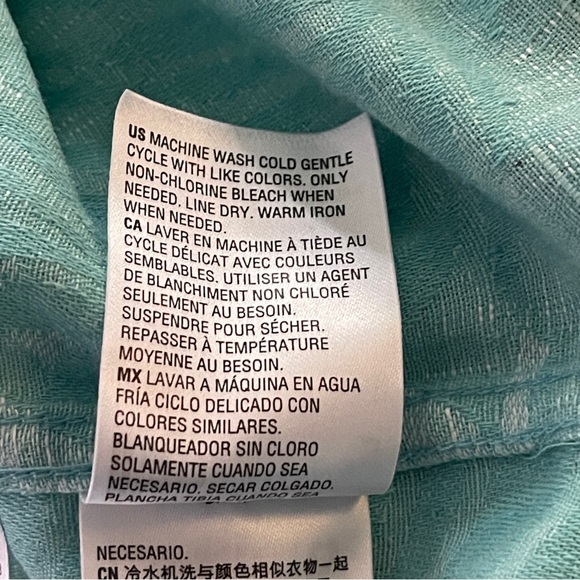 US MACHINE WASH COLD GENTLE
CYCLE WITH LIKE COLORS. ONLY
NON-CHLORINE BLEACH WHEN
NEEDED. LINE DRY. WARM IRON
WHEN NEEDED.
CA LAVER EN MACHINE À TIÈDE AU
CYCLE DÉLICAT AVEC COULEURS
SEMBLABLES. UTILISER UN AGENT
DE BLANCHIMENT NON CHLORÉ
SEULEMENT AU BESOIN.
SUSPENDRE POUR SÉCHER.
REPASSER À TEMPÉRATURE
MOYENNE AU BESOIN.
MX LAVAR A MÁQUINA EN AGUA
FRÍA CICLO DELICADO CON
COLORES SIMILARES.
BLANQUEADOR SIN CLORO
SOLAMENTE CUANDO SEA
NECESARIO. SECAR COLGADO.
PLANCHA TIBIA CUANDO SEA
NECESARIO.
CN 冷水机洗与颜色相似衣物一起